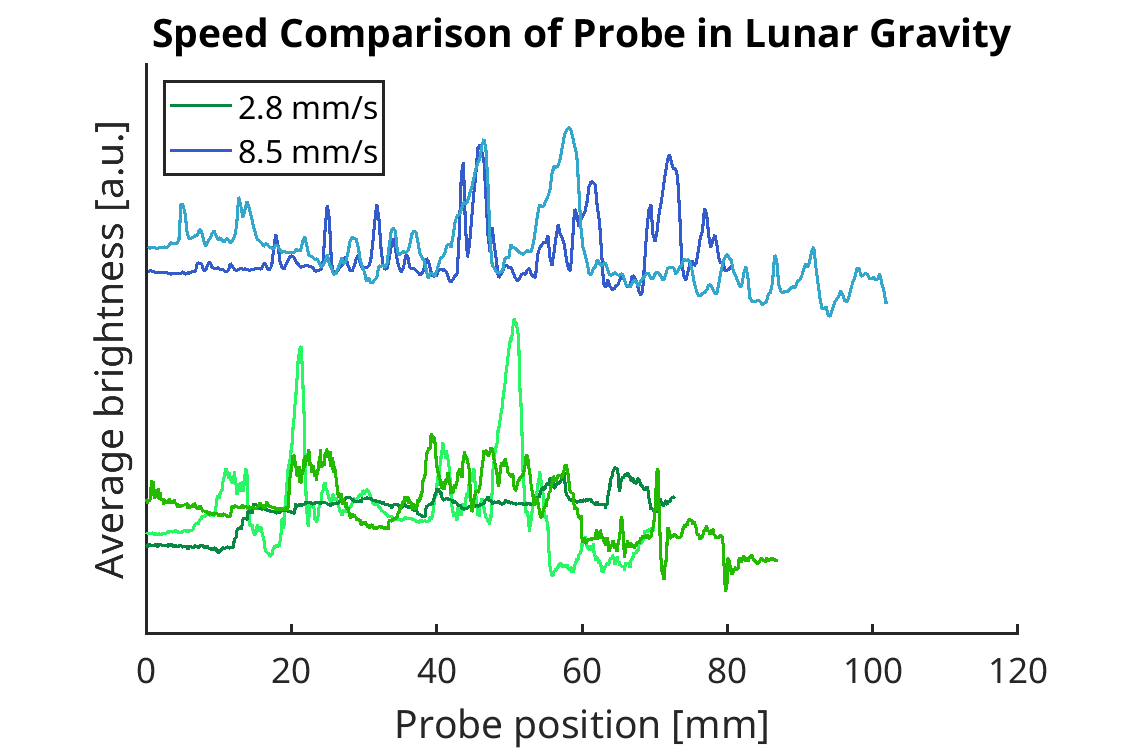 Speed Comparison of Probe in Lunar Gravity
2.8 mm/s
8.5 mm/s
Average brightness [a.u.]
0 20 40 60 80 100 120
Probe position [mm]